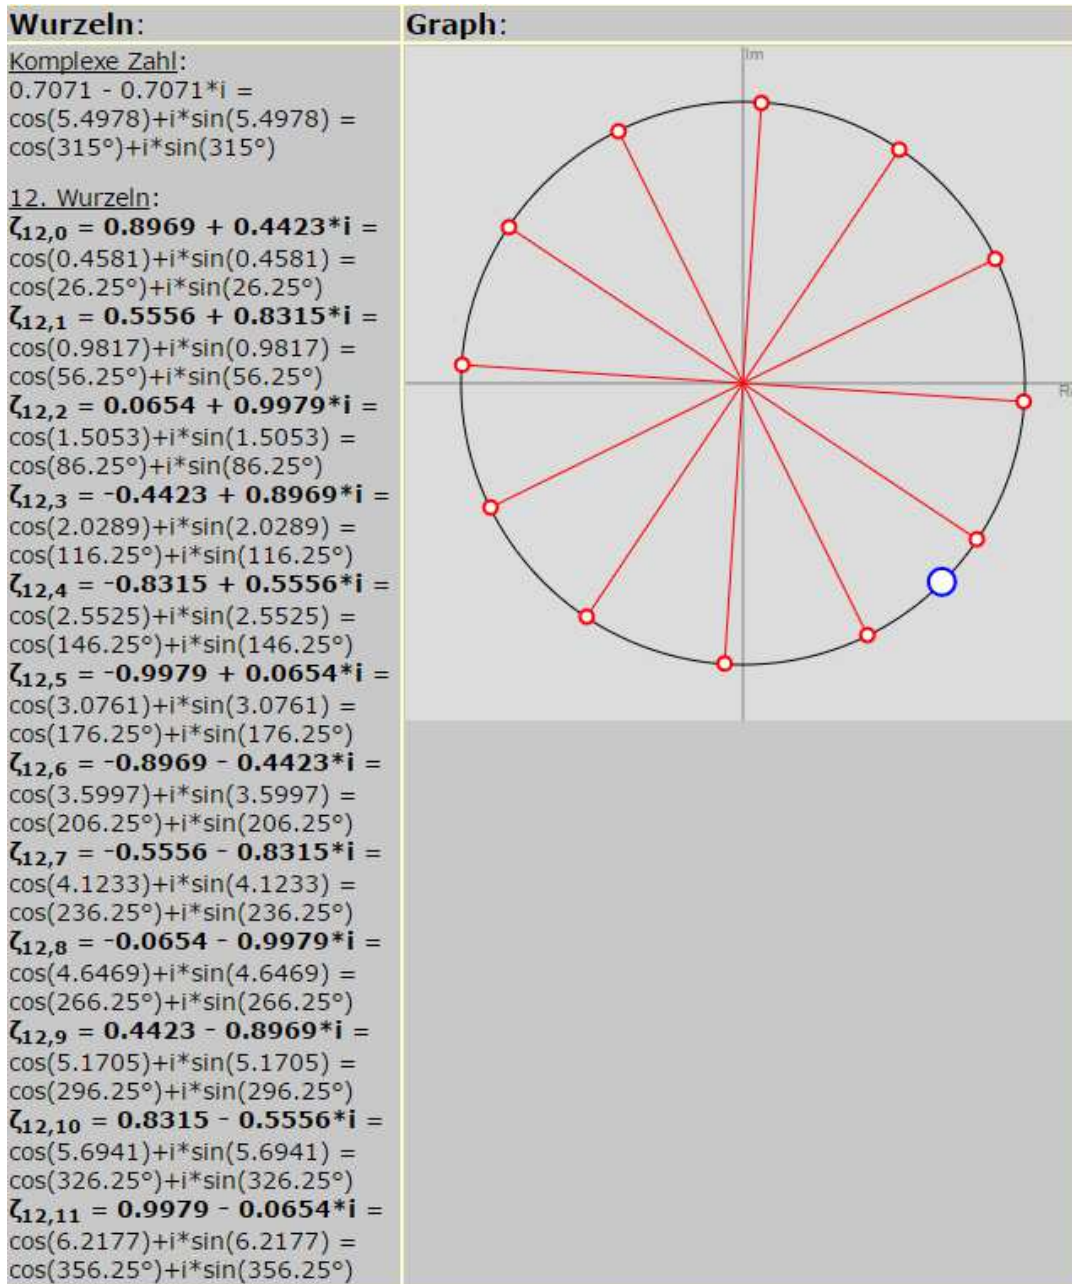 Wurzeln:
Graph:
Komplexe Zahl:
0.7071 - 0.7071*i =
cos(5.4978)+i*sin(5.4978) =
cos(315°)+i*sin(315°)
12. Wurzeln:
ζ12,0 = 0.8969 + 0.4423*i =
cos(0.4581)+i*sin(0.4581) =
cos(26.25°)+i*sin(26.25°)
ζ12,1 = 0.5556 + 0.8315*i =
cos(0.9817)+i*sin(0.9817) =
cos(56.25°)+i*sin(56.25°)
ζ12,2 = 0.0654 + 0.9979*i =
cos(1.5053)+i*sin(1.5053) =
cos(86.25°)+i*sin(86.25°)
ζ12,3 = -0.4423 + 0.8969*i =
cos(2.0289)+i*sin(2.0289) =
cos(116.25°)+i*sin(116.25°)
ζ12,4 = -0.8315 + 0.5556*i =
cos(2.5525)+i*sin(2.5525) =
cos(146.25°)+i*sin(146.25°)
ζ12,5 = -0.9979 + 0.0654*i =
cos(3.0761)+i*sin(3.0761) =
cos(176.25°)+i*sin(176.25°)
ζ12,6 = -0.8969 - 0.4423*i =
cos(3.5997)+i*sin(3.5997) =
cos(206.25°)+i*sin(206.25°)
ζ12,7 = -0.5556 - 0.8315*i =
cos(4.1233)+i*sin(4.1233) =
cos(236.25°)+i*sin(236.25°)
ζ12,8 = -0.0654 - 0.9979*i =
cos(4.6469)+i*sin(4.6469) =
cos(266.25°)+i*sin(266.25°)
ζ12,9 = 0.4423 - 0.8969*i =
cos(5.1705)+i*sin(5.1705) =
cos(296.25°)+i*sin(296.25°)
ζ12,10 = 0.8315 - 0.5556*i =
cos(5.6941)+i*sin(5.6941) =
cos(326.25°)+i*sin(326.25°)
ζ12,11 = 0.9979 - 0.0654*i =
cos(6.2177)+i*sin(6.2177) =
cos(356.25°)+i*sin(356.25°)
Im